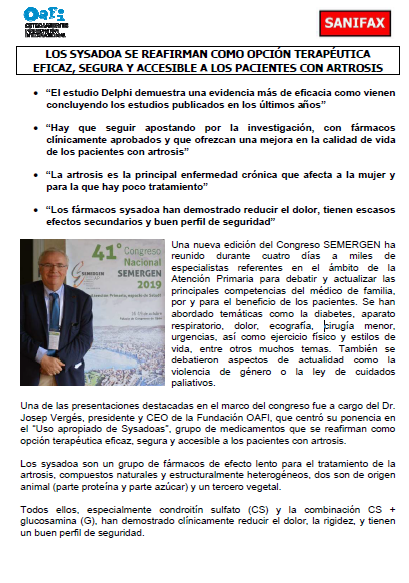 OAFI
SANIFAX
LOS SYSADOA SE REAFIRMAN COMO OPCIÓN TERAPÉUTICA
EFICAZ, SEGURA Y ACCESIBLE A LOS PACIENTES CON ARTROSIS
• “El estudio Delphi demuestra una evidencia más de eficacia como vienen
concluyendo los estudios publicados en los últimos años”
• “Hay que seguir apostando por la investigación, con fármacos
clínicamente aprobados y que ofrezcan una mejora en la calidad de vida
de los pacientes con artrosis”
• “La artrosis es la principal enfermedad crónica que afecta a la mujer y
para la que hay poco tratamiento”
• “Los fármacos sysadoa han demostrado reducir el dolor, tienen escasos
efectos secundarios y buen perfil de seguridad”
41º Congreso
Nacional
SEMERGEN
2019
Una nueva edición del Congreso SEMERGEN ha
reunido durante cuatro días a miles de
especialistas referentes en el ámbito de la
Atención Primaria para debatir y actualizar las
principales competencias del médico de familia,
por y para el beneficio de los pacientes. Se han
abordado temáticas como la diabetes, aparato
respiratorio, dolor, ecografía, pirugía menor,
urgencias, así como ejercicio físico y estilos de
vida, entre otros muchos temas. También se
debatieron aspectos de actualidad como la
violencia de género o la ley de cuidados
paliativos.
Una de las presentaciones destacadas en el marco del congreso fue a cargo del Dr.
Josep Vergés, presidente y CEO de la Fundación OAFI, que centró su ponencia en
el “Uso apropiado de Sysadoas”, grupo de medicamentos que se reafirman como
opción terapéutica eficaz, segura y accesible a los pacientes con artrosis.
Los sysadoa son un grupo de fármacos de efecto lento para el tratamiento de la
artrosis, compuestos naturales y estructuralmente heterogéneos, dos son de origen
animal (parte proteína y parte azúcar) y un tercero vegetal.
Todos ellos, especialmente condroitín sulfato (CS) y la combinación CS +
glucosamina (G), han demostrado clínicamente reducir el dolor, la rigidez, y tienen
un buen perfil de seguridad.